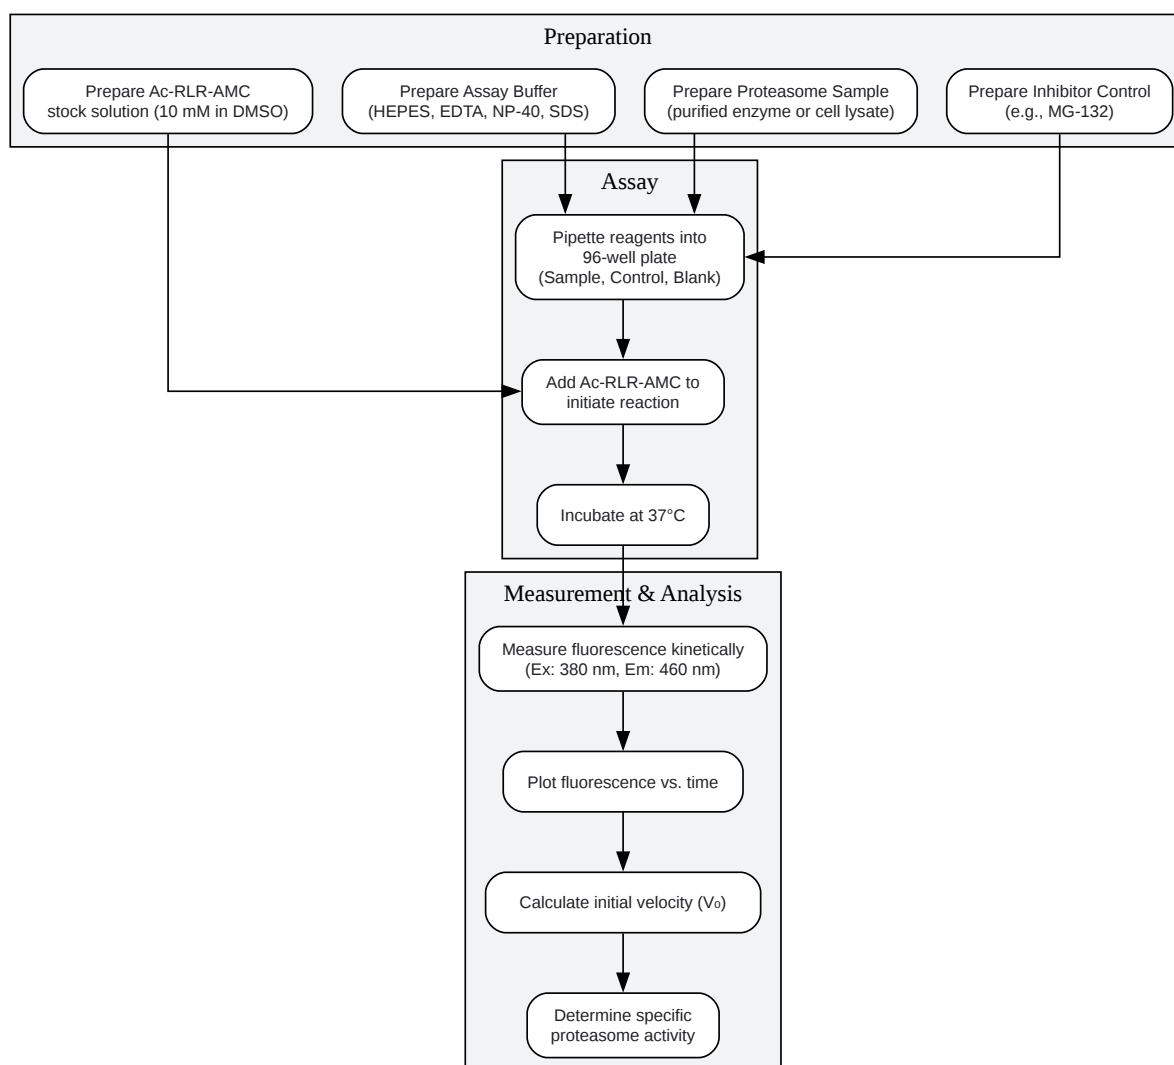 Preparation
Prepare Ac-RLR-AMC
stock solution (10 mM in DMSO)
Prepare Assay Buffer
(HEPES, EDTA, NP-40, SDS)
Prepare Proteasome Sample
(purified enzyme or cell lysate)
Prepare Inhibitor Control
(e.g., MG-132)
Assay
Pipette reagents into
96-well plate
(Sample, Control, Blank)
Add Ac-RLR-AMC to
initiate reaction
Incubate at 37°C
Measurement & Analysis
Measure fluorescence kinetically
(Ex: 380 nm, Em: 460 nm)
Plot fluorescence vs. time
Calculate initial velocity (V₀)
Determine specific
proteasome activity